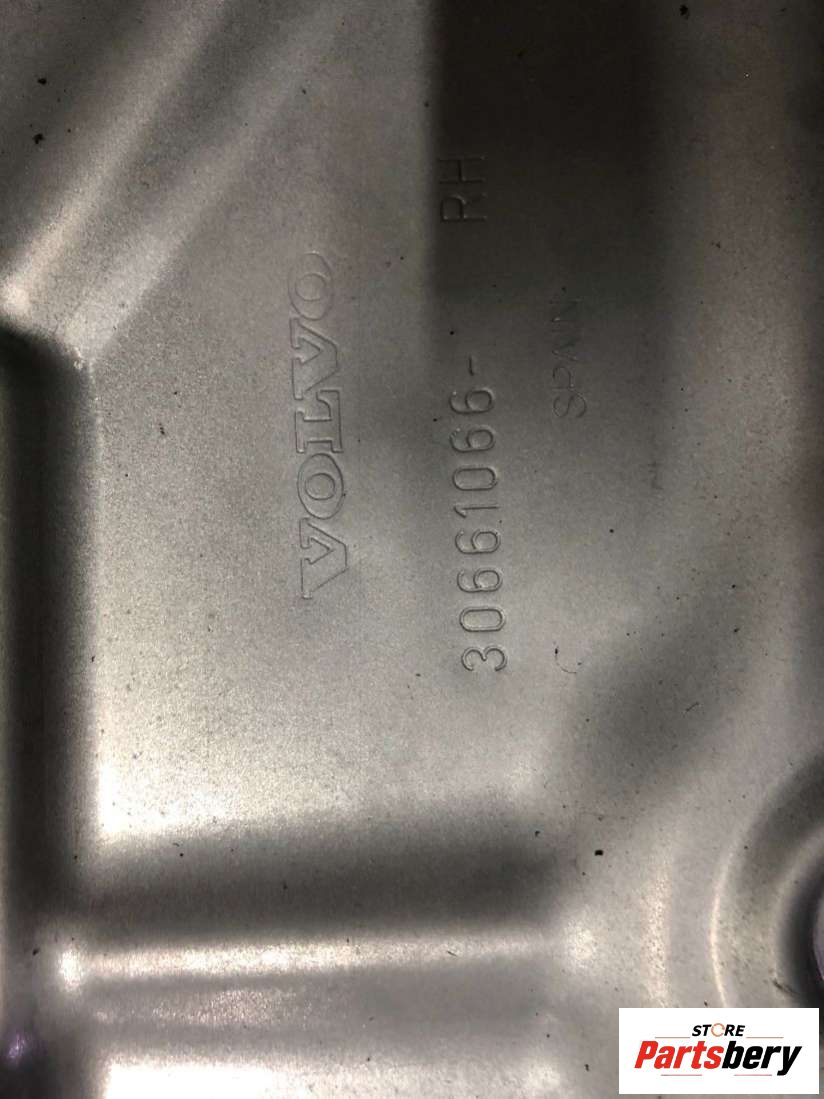 VOLVO
30661066- RH
SPAIN
STORE
Partsbery